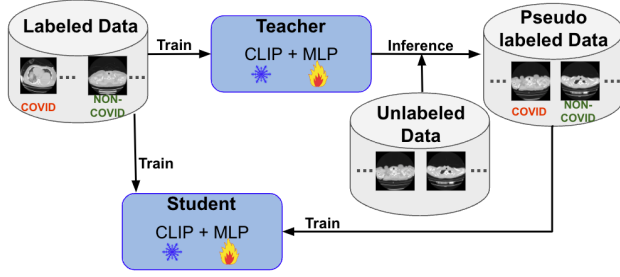 Labeled Data
COVID
NON-
COVID
Train
Teacher
CLIP + MLP
Inference
Pseudo
labeled Data
COVID
NON-
COVID
Unlabeled
Data
Train
Student
CLIP + MLP
Train